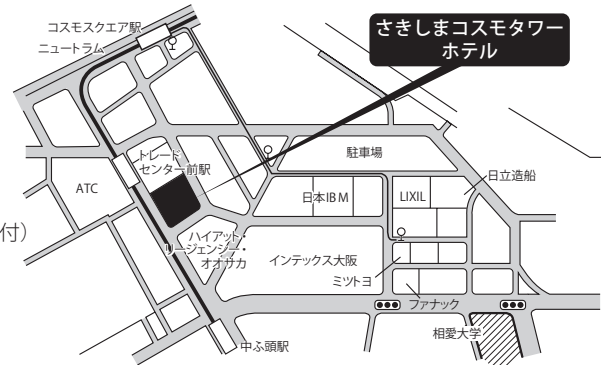 コスモスクエア駅
ニュートラム
さきしまコスモタワー
ホテル
トレード
センター前駅
駐車場
日立造船
ATC
日本IBM
LIXIL
付）
ハイアット・
リージェンシー・
オオサカ
インテックス大阪
ミツトヨ
ファナック
相愛大学
中ふ頭駅